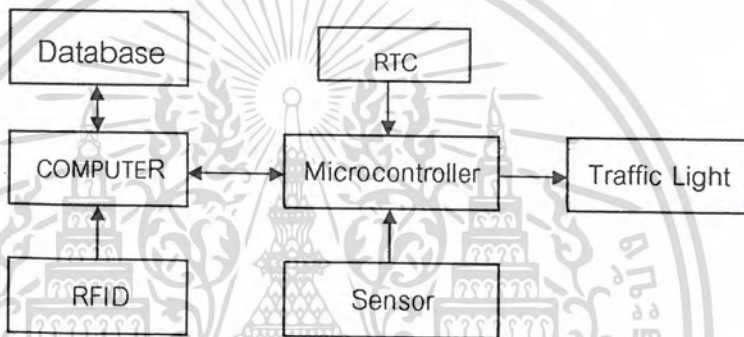 Database
RTC
COMPUTER
Microcontroller
Traffic Light
RFID
Sensor